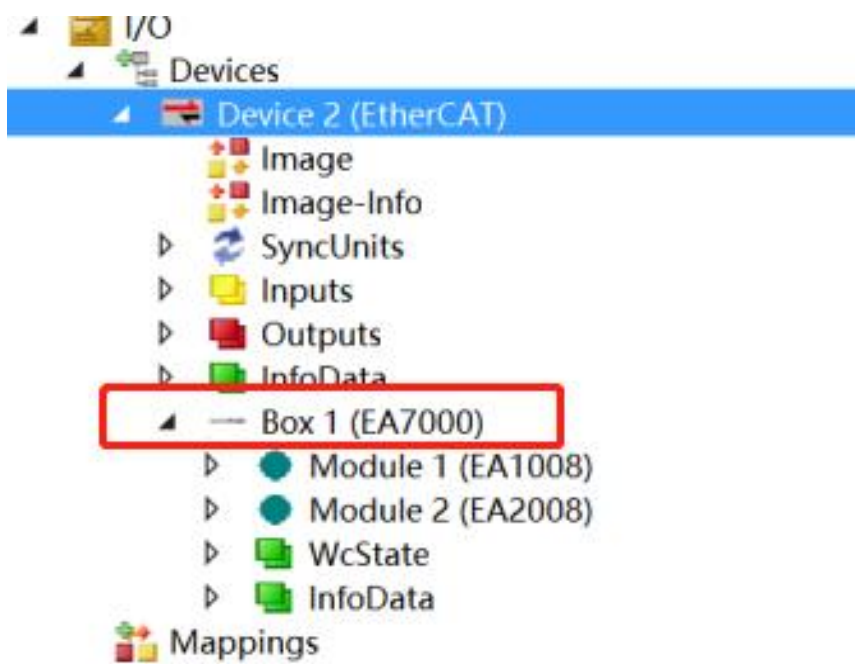 I/O
Devices
Device 2 (EtherCAT)
Image
Image-Info
SyncUnits
Inputs
Outputs
InfoData
Box 1 (EA7000)
Module 1 (EA1008)
Module 2 (EA2008)
WcState
InfoData
Mappings